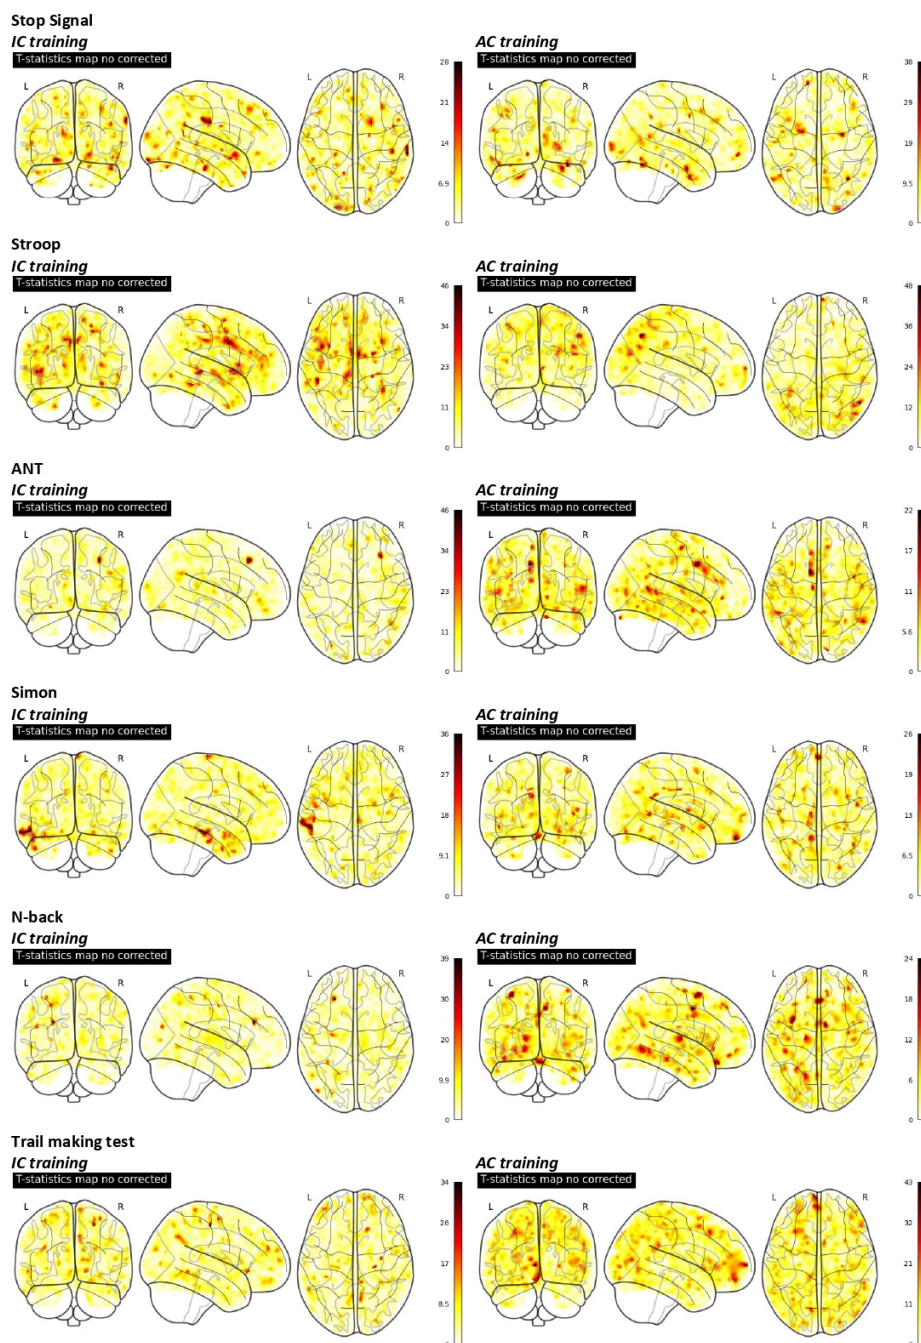 Stop Signal
IC training AC training
T-statistics map no corrected T-statistics map no corrected
28 38
L R L R L R L R
21 29
14 19
6.9 9.5
0 0
Stroop
IC training AC training
T-statistics map no corrected T-statistics map no corrected
46 48
L R L R L R L R
34 36
23 24
11 12
0 0
ANT
IC training AC training
T-statistics map no corrected T-statistics map no corrected
46 22
L R L R L R L R
34 17
23 11
11 5.6
0 0
Simon
IC training AC training
T-statistics map no corrected T-statistics map no corrected
36 26
L R L R L R L R
27 20
18 13
9.1 6.5
0 0
N-back
IC training AC training
T-statistics map no corrected T-statistics map no corrected
39 24
L R L R L R L R
30 18
20 12
9.9 6
0 0
Trail making test
IC training AC training
T-statistics map no corrected T-statistics map no corrected
34 43
L R L R L R L R
26 32
17 21
8.5 11